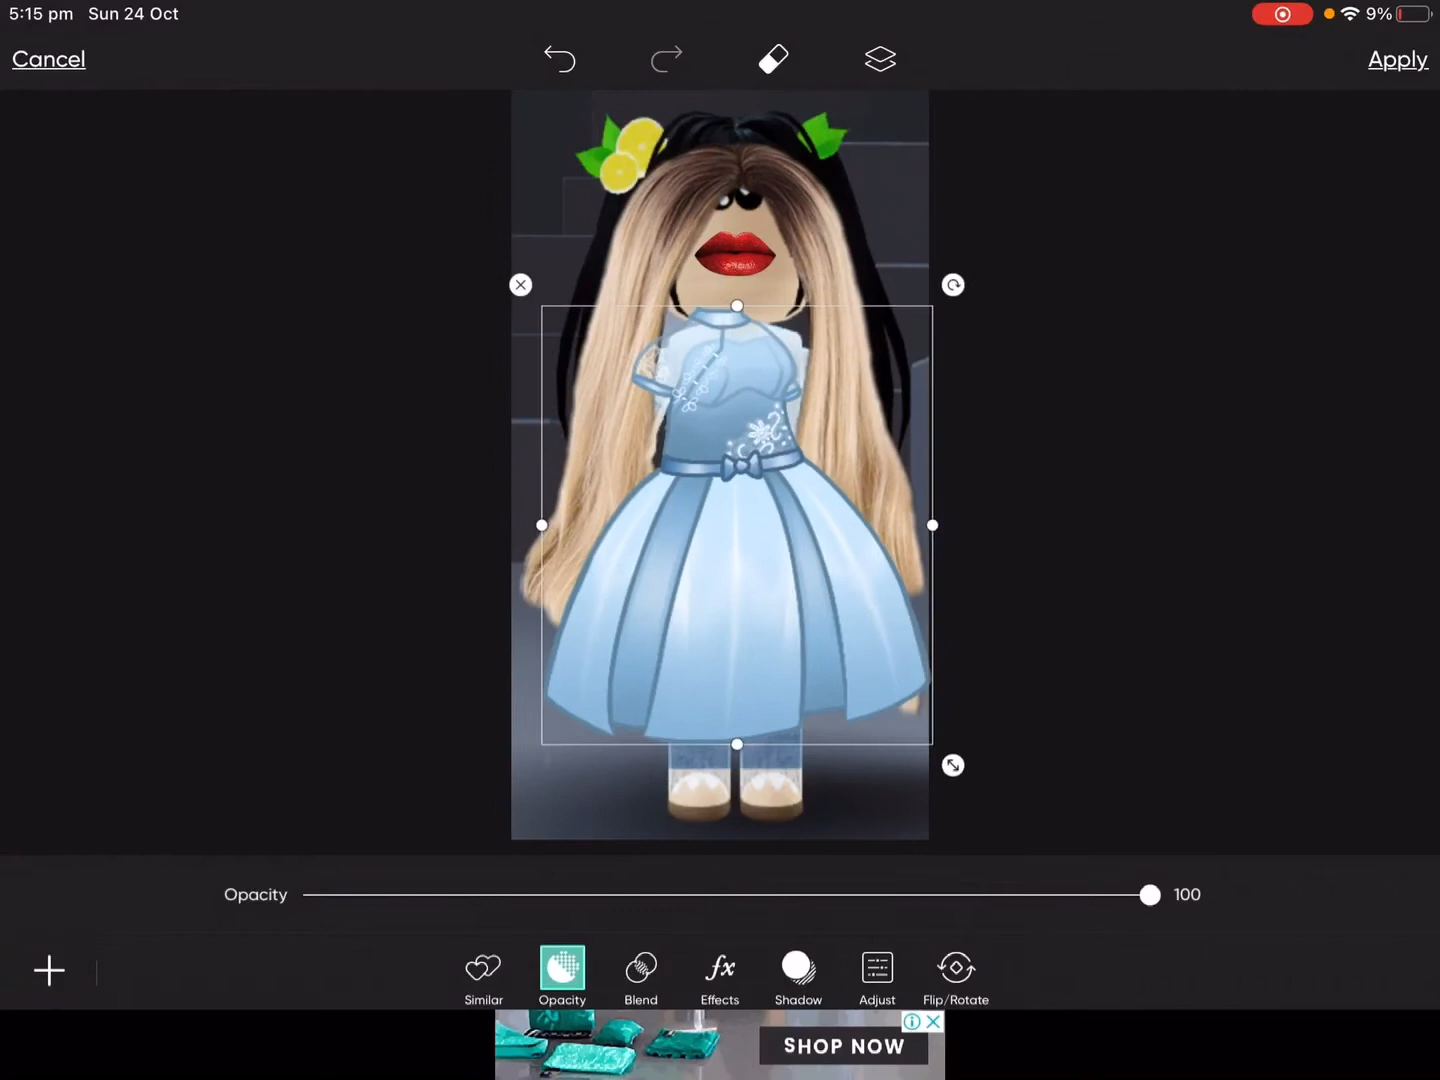 5:15 pm Sun 24 Oct
9%
Cancel
Apply
Opacity
100
Similar
Opacity
Blend
fx
Effects
Shadow
Adjust
Flip/Rotate
SHOP NOW